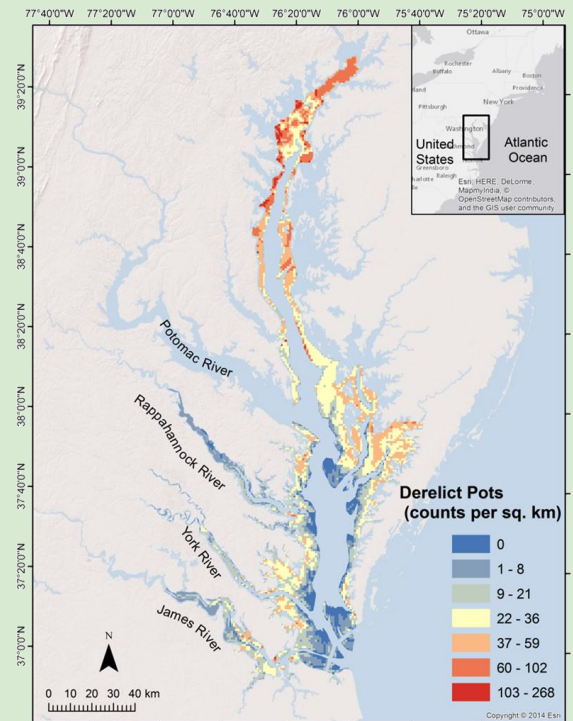 77°40'0"W 77°20'0"W 77°0'0"W 76°40'0"W 76°20'0"W 76°0'0"W 75°40'0"W 75°20'0"W 75°0'0"W
39°20'0"N
39°0'0"N
38°40'0"N
38°20'0"N
38°0'0"N
37°40'0"N
37°20'0"N
37°0'0"N
Ottawa
Rochester
Buffalo
Albany
Boston
Providence
New York
Pittsburgh
Washington
United
States
Atlantic
Ocean
Greensboro
Raleigh
harlotte
Esri, HERE, DeLorme,
MapmyIndia, ©
OpenStreetMap contributors,
and the GIS user community
Potomac River
Rappahannock River
York River
James River
Derelict Pots
(counts per sq. km)
0
1 - 8
9 - 21
22 - 36
37 - 59
60 - 102
103 - 268
N
0 10 20 30 40 km
Copyright © 2014 Esri